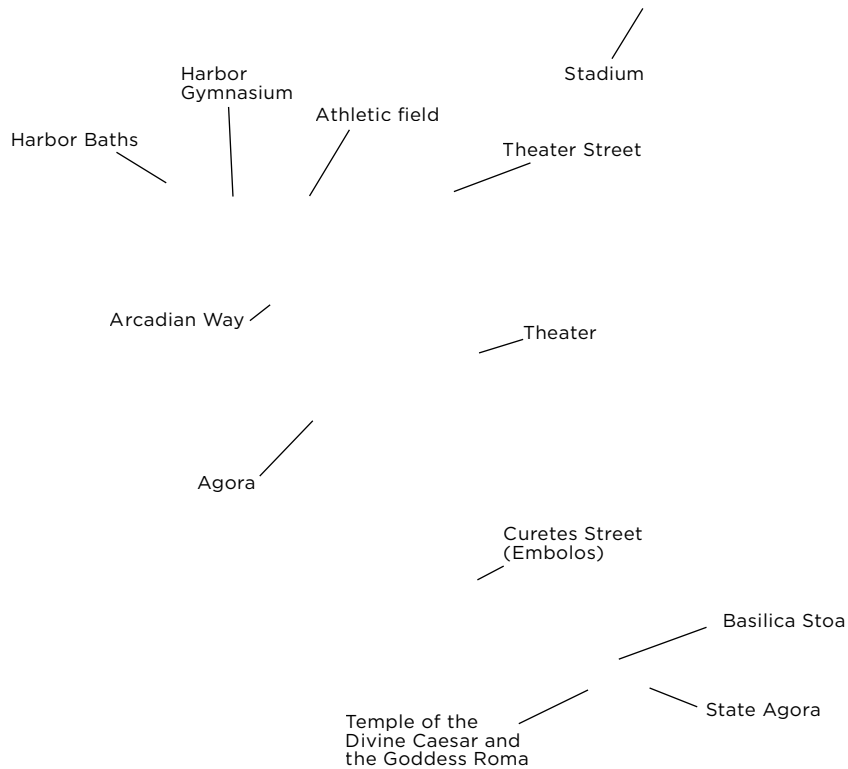 Stadium
Harbor
Gymnasium
Athletic field
Harbor Baths
Theater Street
Arcadian Way
Theater
Agora
Curetes Street
(Embolos)
Basilica Stoa
State Agora
Temple of the
Divine Caesar and
the Goddess Roma